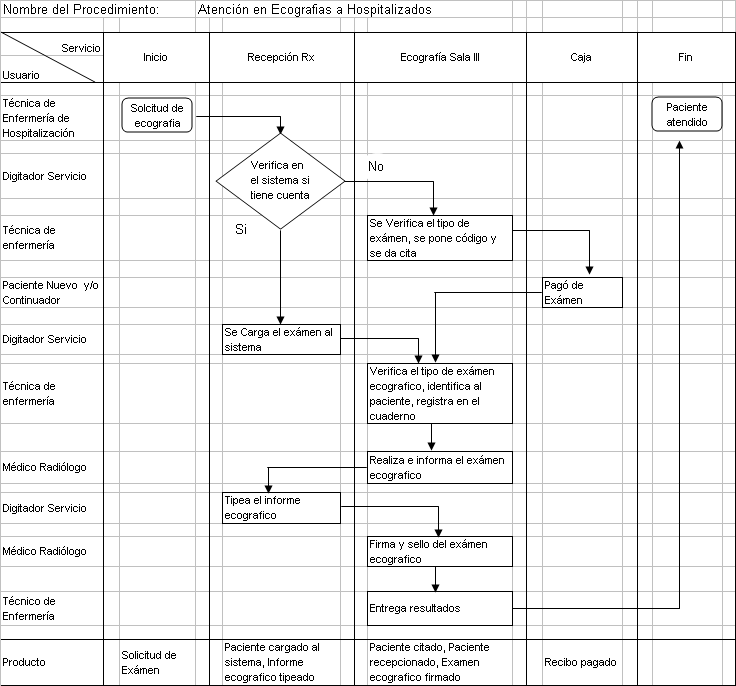 Nombre del Procedimiento: Atención en Ecografias a Hospitalizados
Servicio
Usuario
Inicio
Recepción Rx
Ecografía Sala III
Caja
Fin
Técnica de
Enfermería de
Hospitalización
Solcitud de
ecografia
Paciente
atendido
Digitador Servicio
Verifica en
el sistema si
tiene cuenta
No
Si
Técnica de
enfermería
Se Verifica el tipo de
exámen, se pone código y
se da cita
Paciente Nuevo y/o
Continuador
Pagó de
Exámen
Digitador Servicio
Se Carga el exámen al
sistema
Técnica de
enfermería
Verifica el tipo de exámen
ecografico, identifica al
paciente, registra en el
cuaderno
Médico Radiólogo
Realiza e informa el exámen
ecografico
Digitador Servicio
Tipea el informe
ecografico
Médico Radiólogo
Firma y sello del exámen
ecografico
Técnico de
Enfermería
Entrega resultados
Producto
Solicitud de
Exámen
Paciente cargado al
sistema, Informe
ecografico tipeado
Paciente citado, Paciente
recepcionado, Examen
ecografico firmado
Recibo pagado